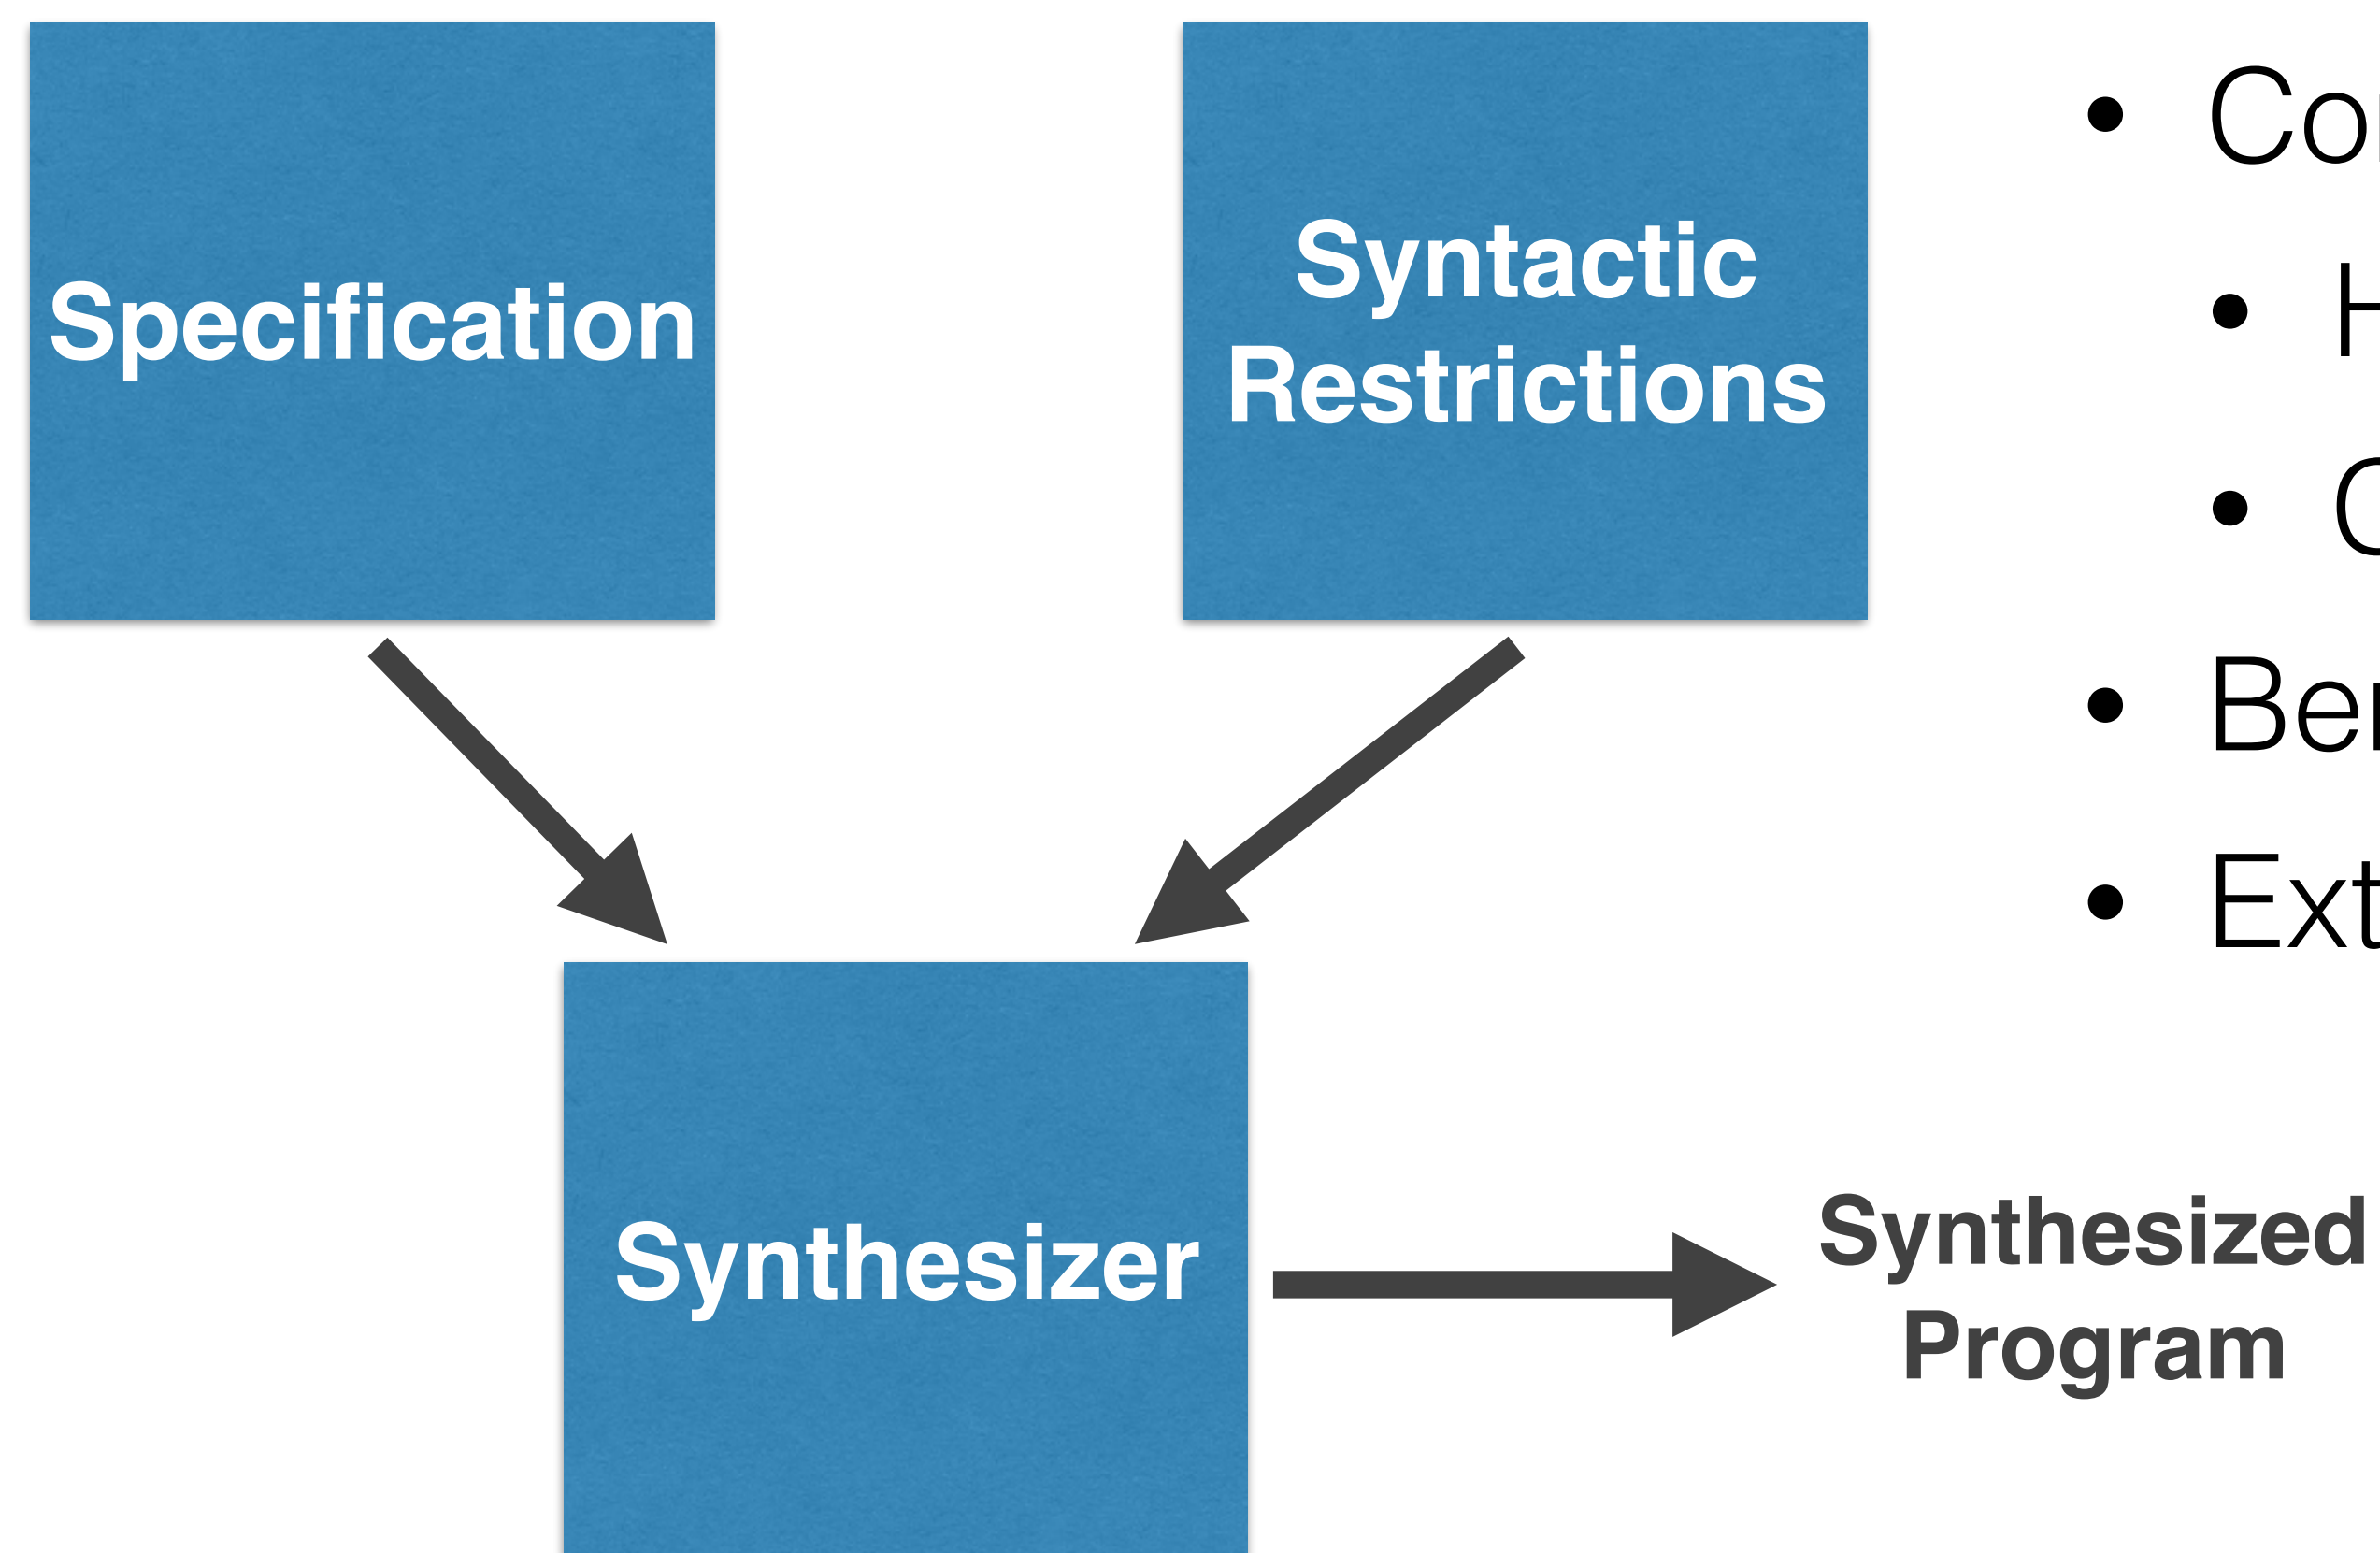 Specification
Syntactic
Restrictions
Synthesizer
Synthesized
Program